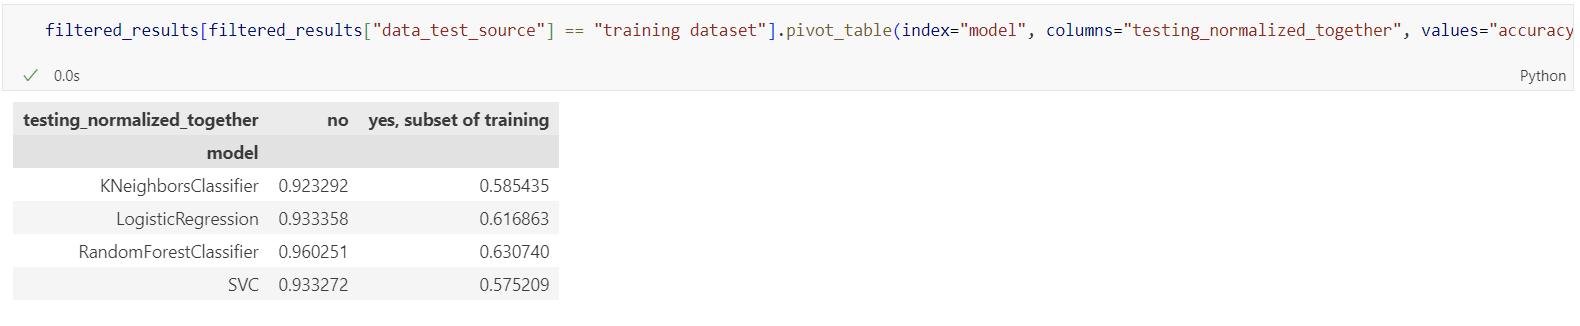 filtered_results[filtered_results["data_test_source"] == "training dataset"].pivot_table(index="model", columns="testing_normalized_together", values="accuracy
0.0s
Python
testing_normalized_together no yes, subset of training
model
KNeighborsClassifier 0.923292 0.585435
LogisticRegression 0.933358 0.616863
RandomForestClassifier 0.960251 0.630740
SVC 0.933272 0.575209